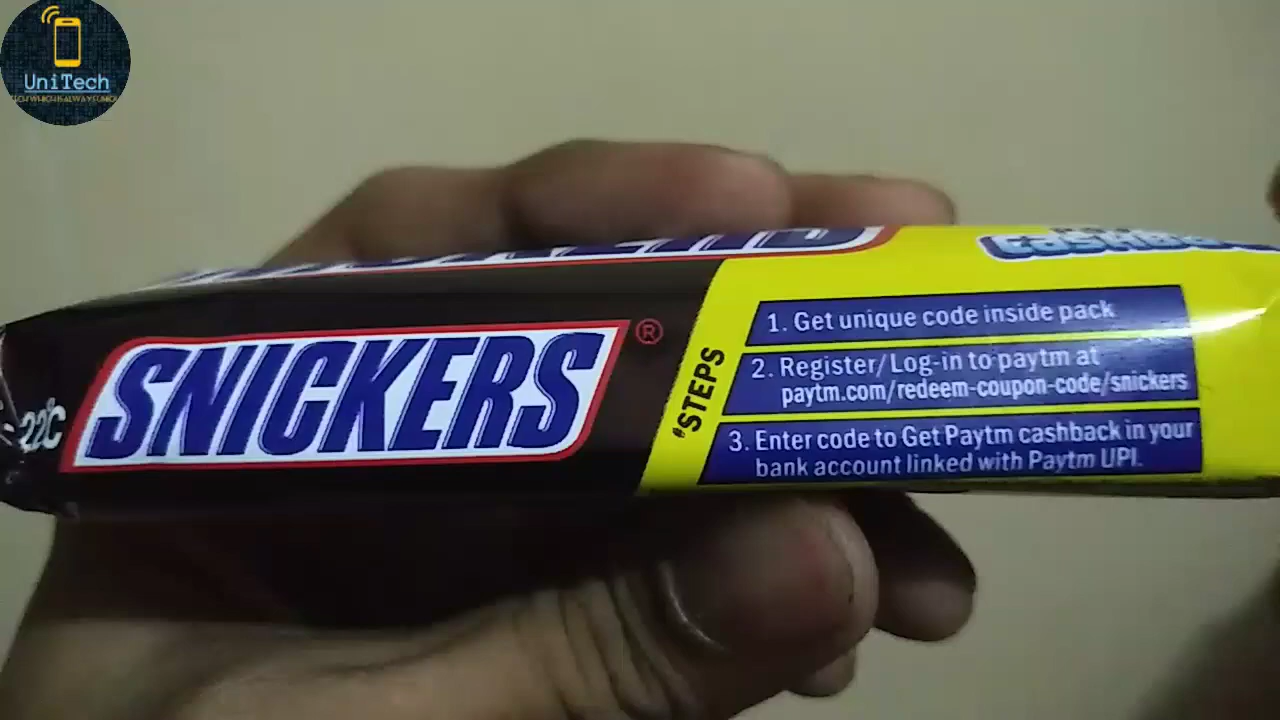 UniTech
SNICKERS
®
22°C
Cashback
#STEPS
1. Get unique code inside pack
2. Register/Log-in to paytm at
paytm.com/redeem-coupon-code/snickers
3. Enter code to Get Paytm cashback in your
bank account linked with Paytm UPI.